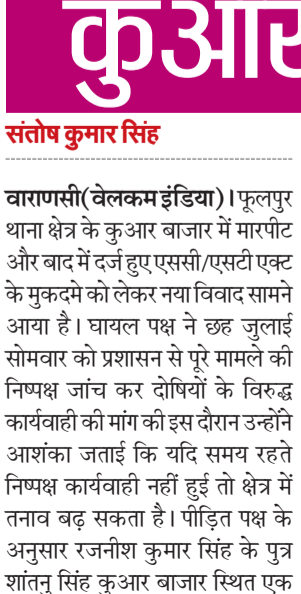 कुआर
संतोष कुमार सिंह
वाराणसी(वेलकम इंडिया)।फूलपुर
थाना क्षेत्र के कुआर बाजार में मारपीट
और बाद में दर्ज हुए एससी/एसटी एक्ट
के मुकदमे को लेकर नया विवाद सामने
आया है। घायल पक्ष ने छह जुलाई
सोमवार को प्रशासन से पूरे मामले की
निष्पक्ष जांच कर दोषियों के विरुद्ध
कार्यवाही की मांग की इस दौरान उन्होंने
आशंका जताई कि यदि समय रहते
निष्पक्ष कार्यवाही नहीं हुई तो क्षेत्र में
तनाव बढ़ सकता है। पीड़ित पक्ष के
अनुसार रजनीश कुमार सिंह के पुत्र
शांतनु सिंह कुआर बाजार स्थित एक